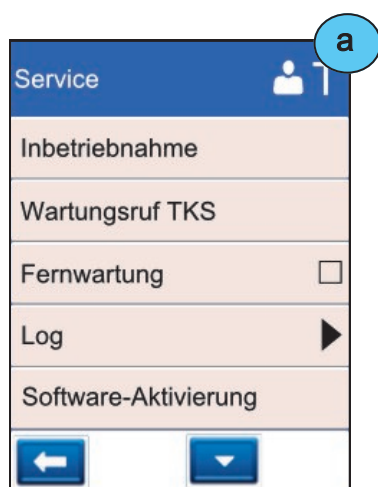 a
Service
Inbetriebnahme
Wartungsruf TKS
Fernwartung
Log
Software-Aktivierung